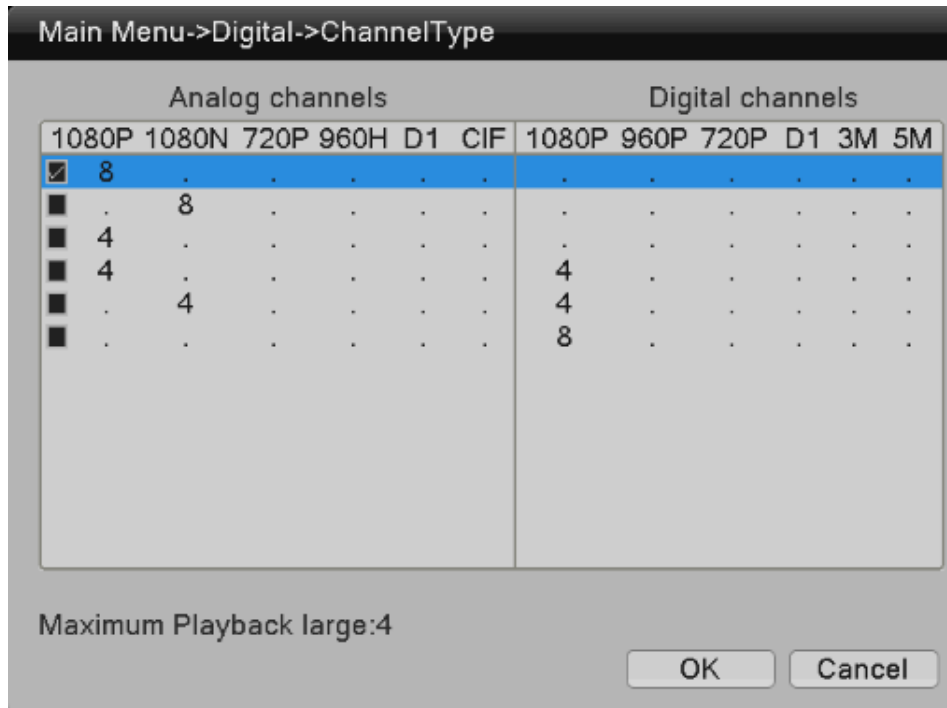 Main Menu->Digital->ChannelType
Analog channels Digital channels
1080P 1080N 720P 960H D1 CIF 1080P 960P 720P D1 3M 5M
8 . . . . . . . . . . .
. 8 . . . . . . . . . .
4 . . . . . . . . . . .
4 . . . . . 4 . . . . .
. 4 . . . . 4 . . . . .
. . . . . . 8 . . . . .
Maximum Playback large:4
OK Cancel